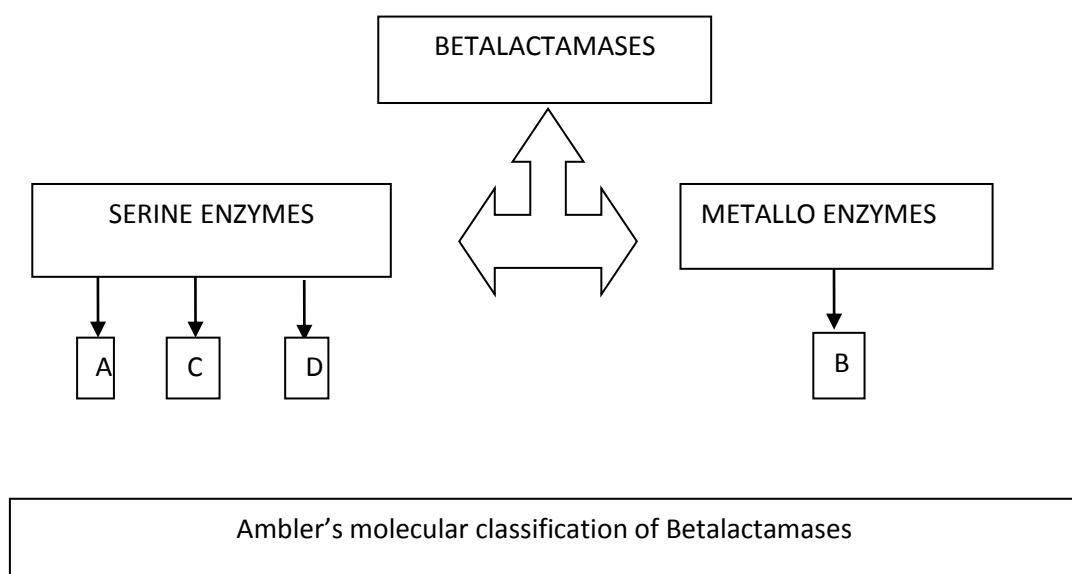 BETALACTAMASES
SERINE ENZYMES
METALLO ENZYMES
A
C
D
B
Ambler’s molecular classification of Betalactamases